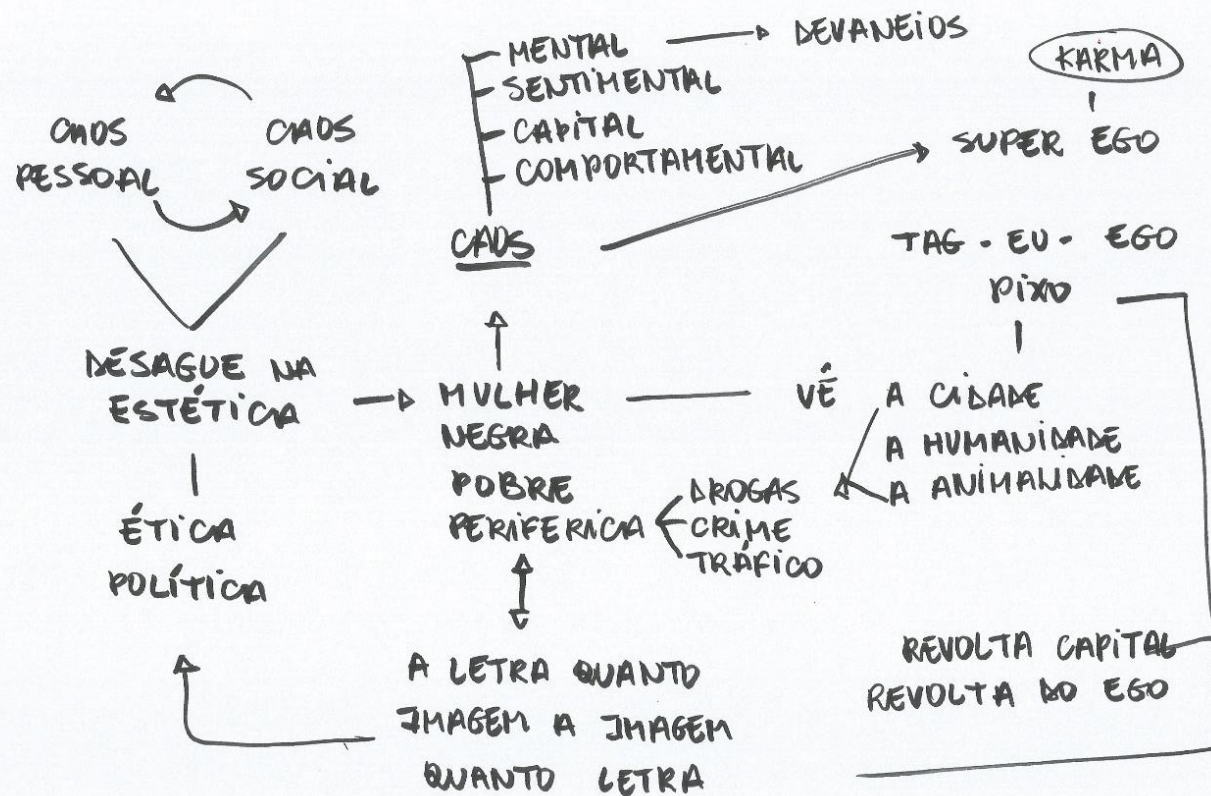 CAOS
PESSOAL
CAOS
SOCIAL
DESAGUE NA
ESTÉTICA
ÉTICA
POLÍTICA
MENTAL
DEVANEIOS
SENTIMENTAL
CAPITAL
COMPORTAMENTAL
CAOS
KARMA
SUPER EGO
TAG - EU - EGO
PIXO
MULHER
NEGRA
POBRE
PERIFERICA
DROGAS
CRIME
TRÁFICO
VÊ
A CIDADE
A HUMANIDADE
A ANIMALIDADE
A LETRA QUANTO
IMAGEM A IMAGEM
QUANTO LETRA
REVOLTA CAPITAL
REVOLTA DO EGO